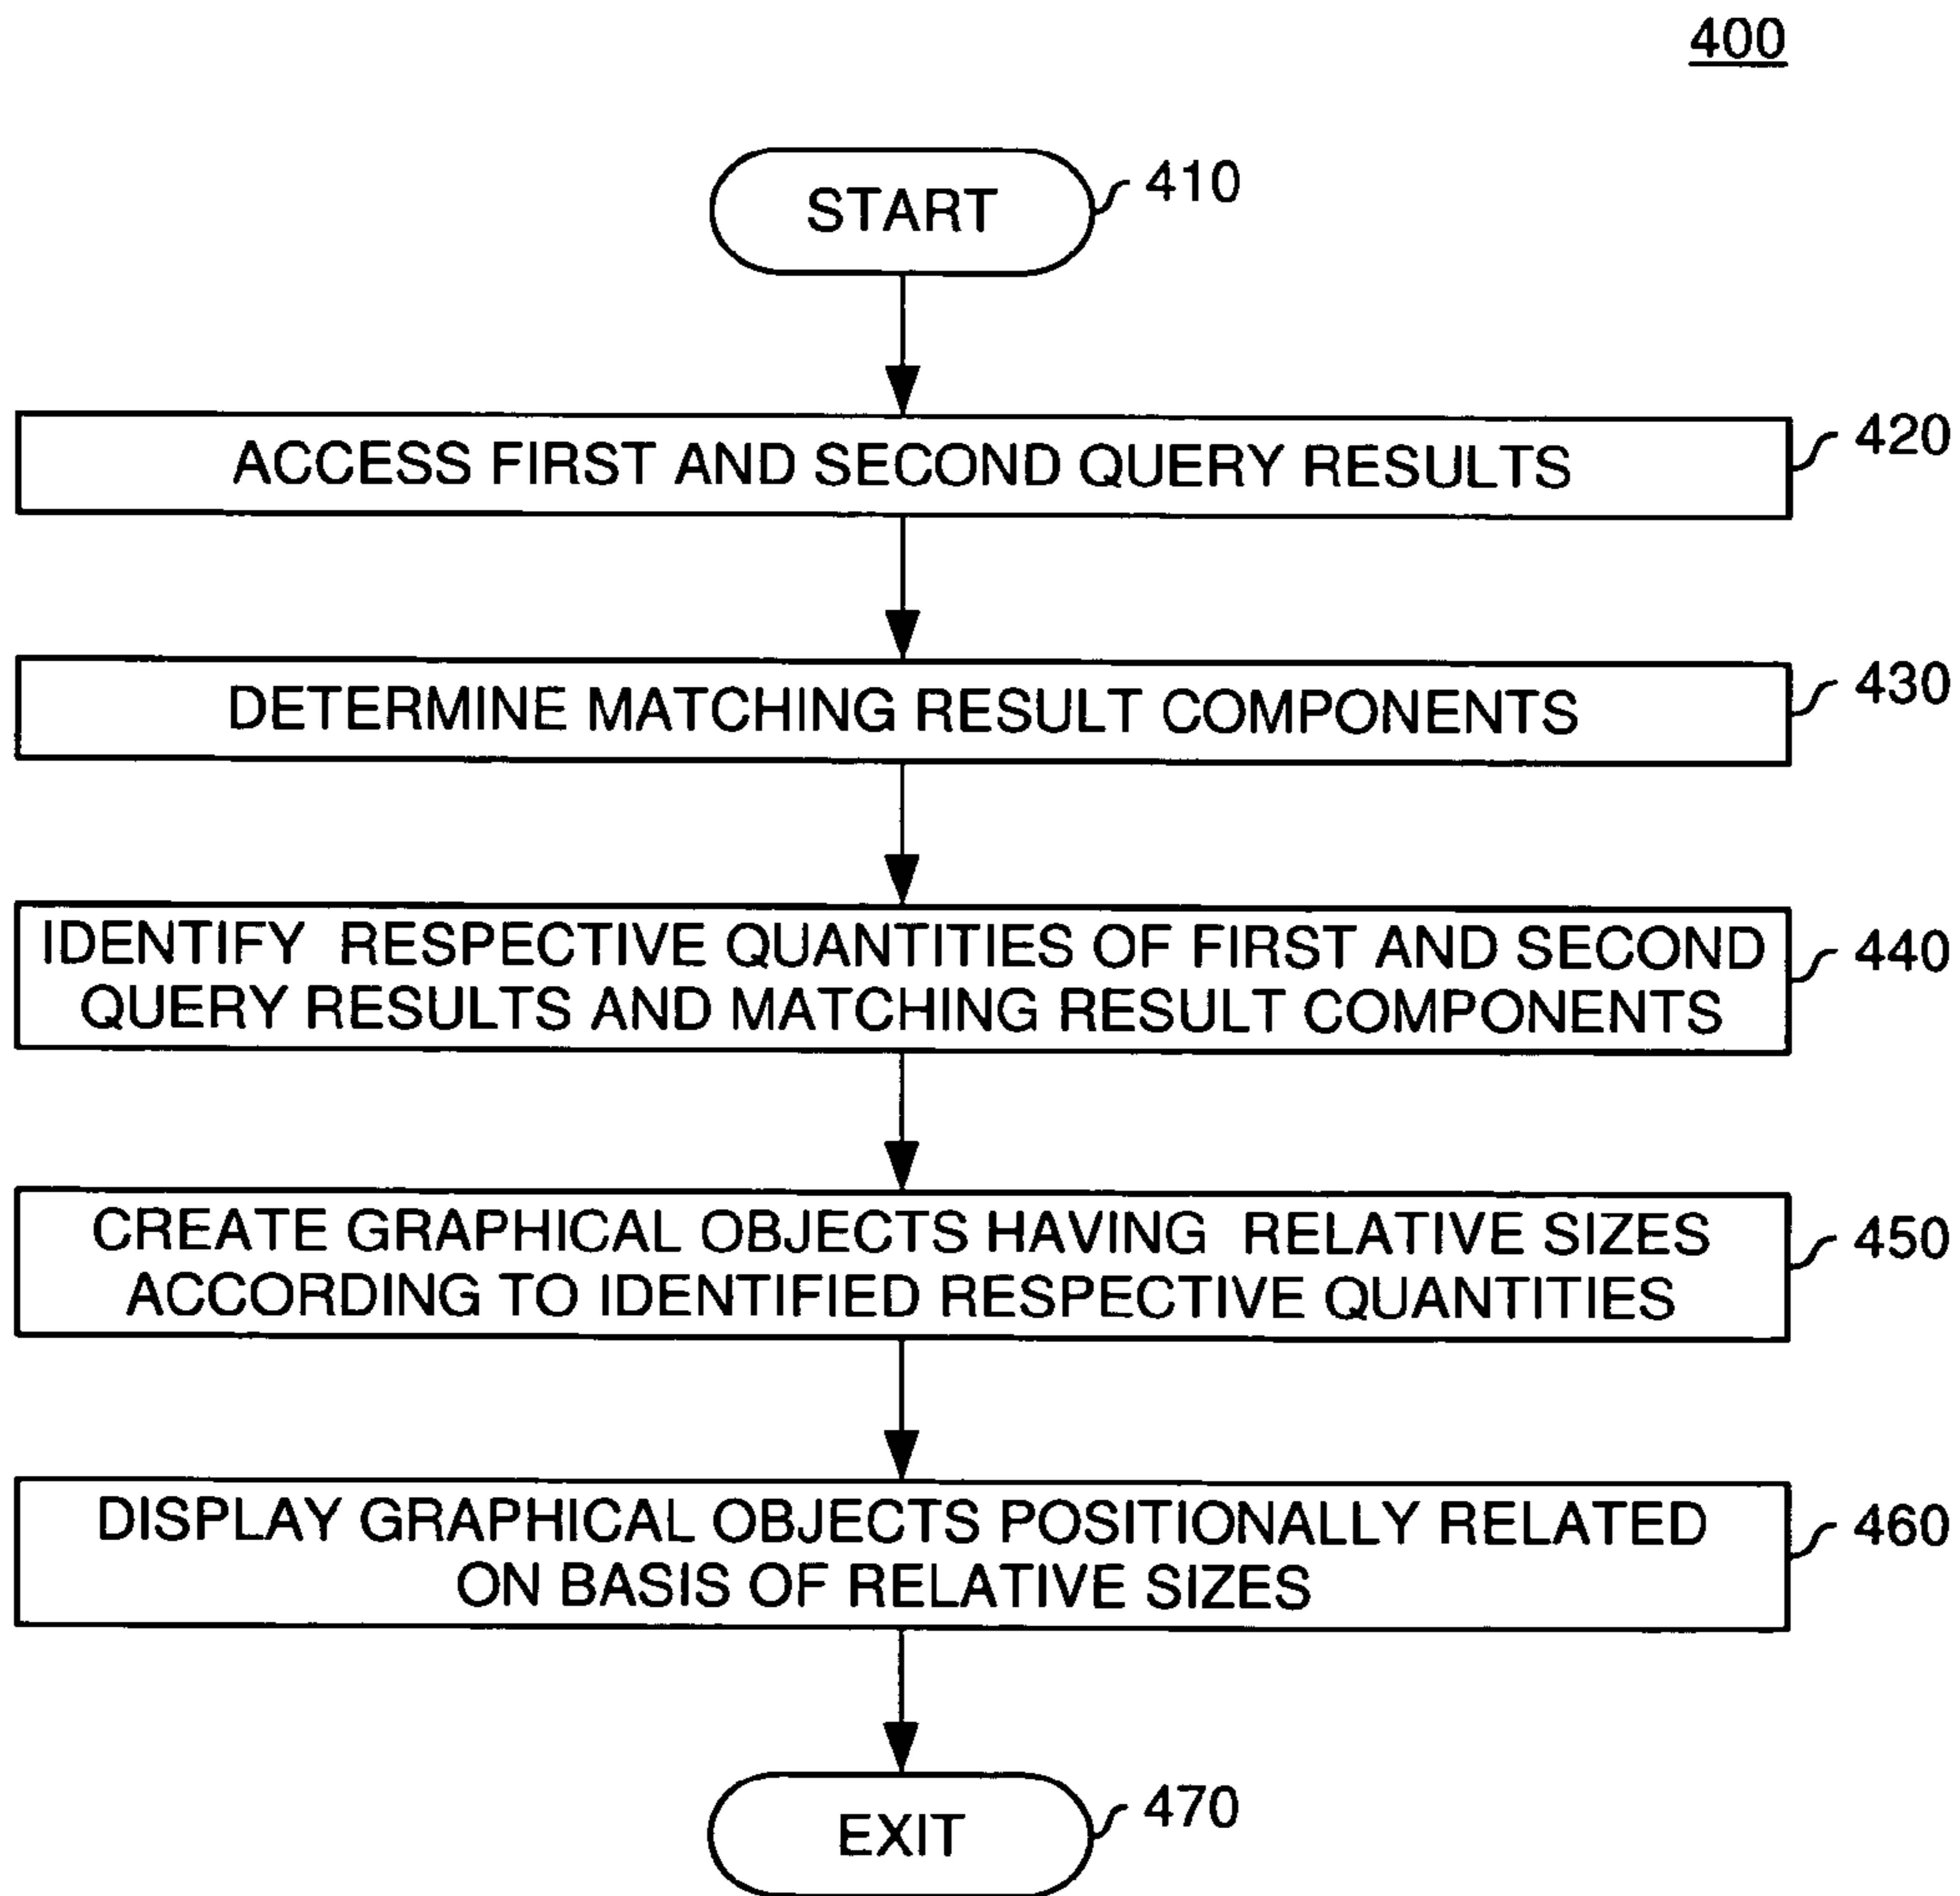 400
START
410
ACCESS FIRST AND SECOND QUERY RESULTS
420
DETERMINE MATCHING RESULT COMPONENTS
430
IDENTIFY RESPECTIVE QUANTITIES OF FIRST AND SECOND
QUERY RESULTS AND MATCHING RESULT COMPONENTS
440
CREATE GRAPHICAL OBJECTS HAVING RELATIVE SIZES
ACCORDING TO IDENTIFIED RESPECTIVE QUANTITIES
450
DISPLAY GRAPHICAL OBJECTS POSITIONALLY RELATED
ON BASIS OF RELATIVE SIZES
460
EXIT
470